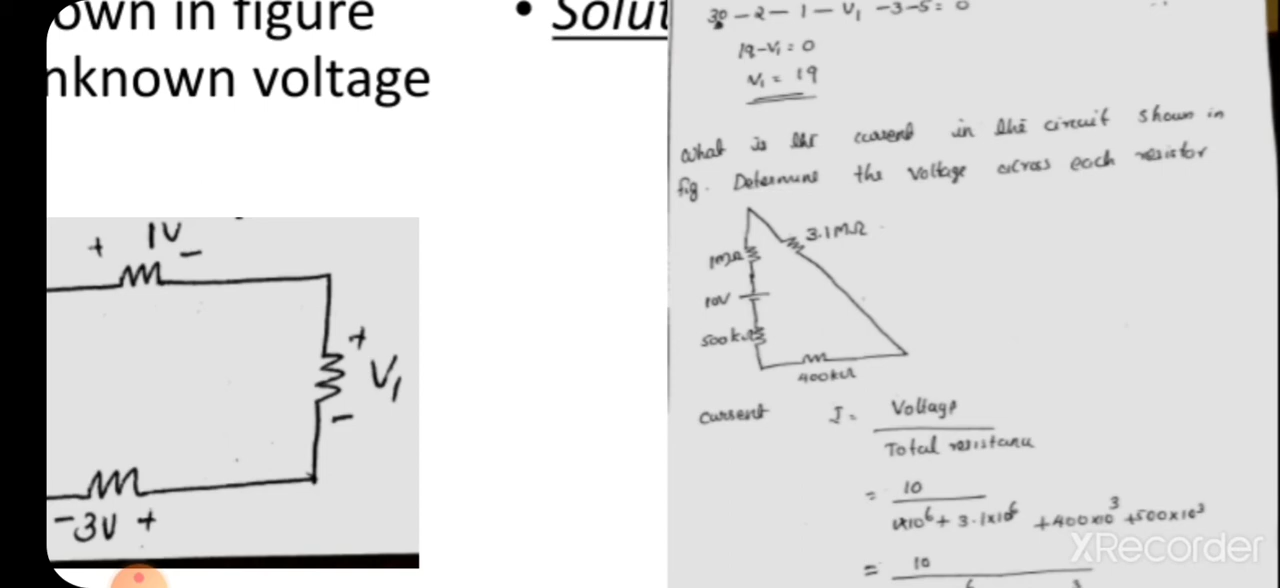 own in figure
nknown voltage
• Solut
+ 1V -
+
V1
-
-3V +
30 - 2 - 1 - V1 - 3 - 5 = 0
19 - V1 = 0
V1 = 19
What is the current in the circuit shown in
fig. Determine the voltage across each resistor
3.1MΩ
1MΩ
10V
500kΩ
400kΩ
Current I = Voltage
Total resistance
= 10
1×10^6 + 3.1×10^6 + 400×10^3 + 500×10^3
= 10
XRecorder